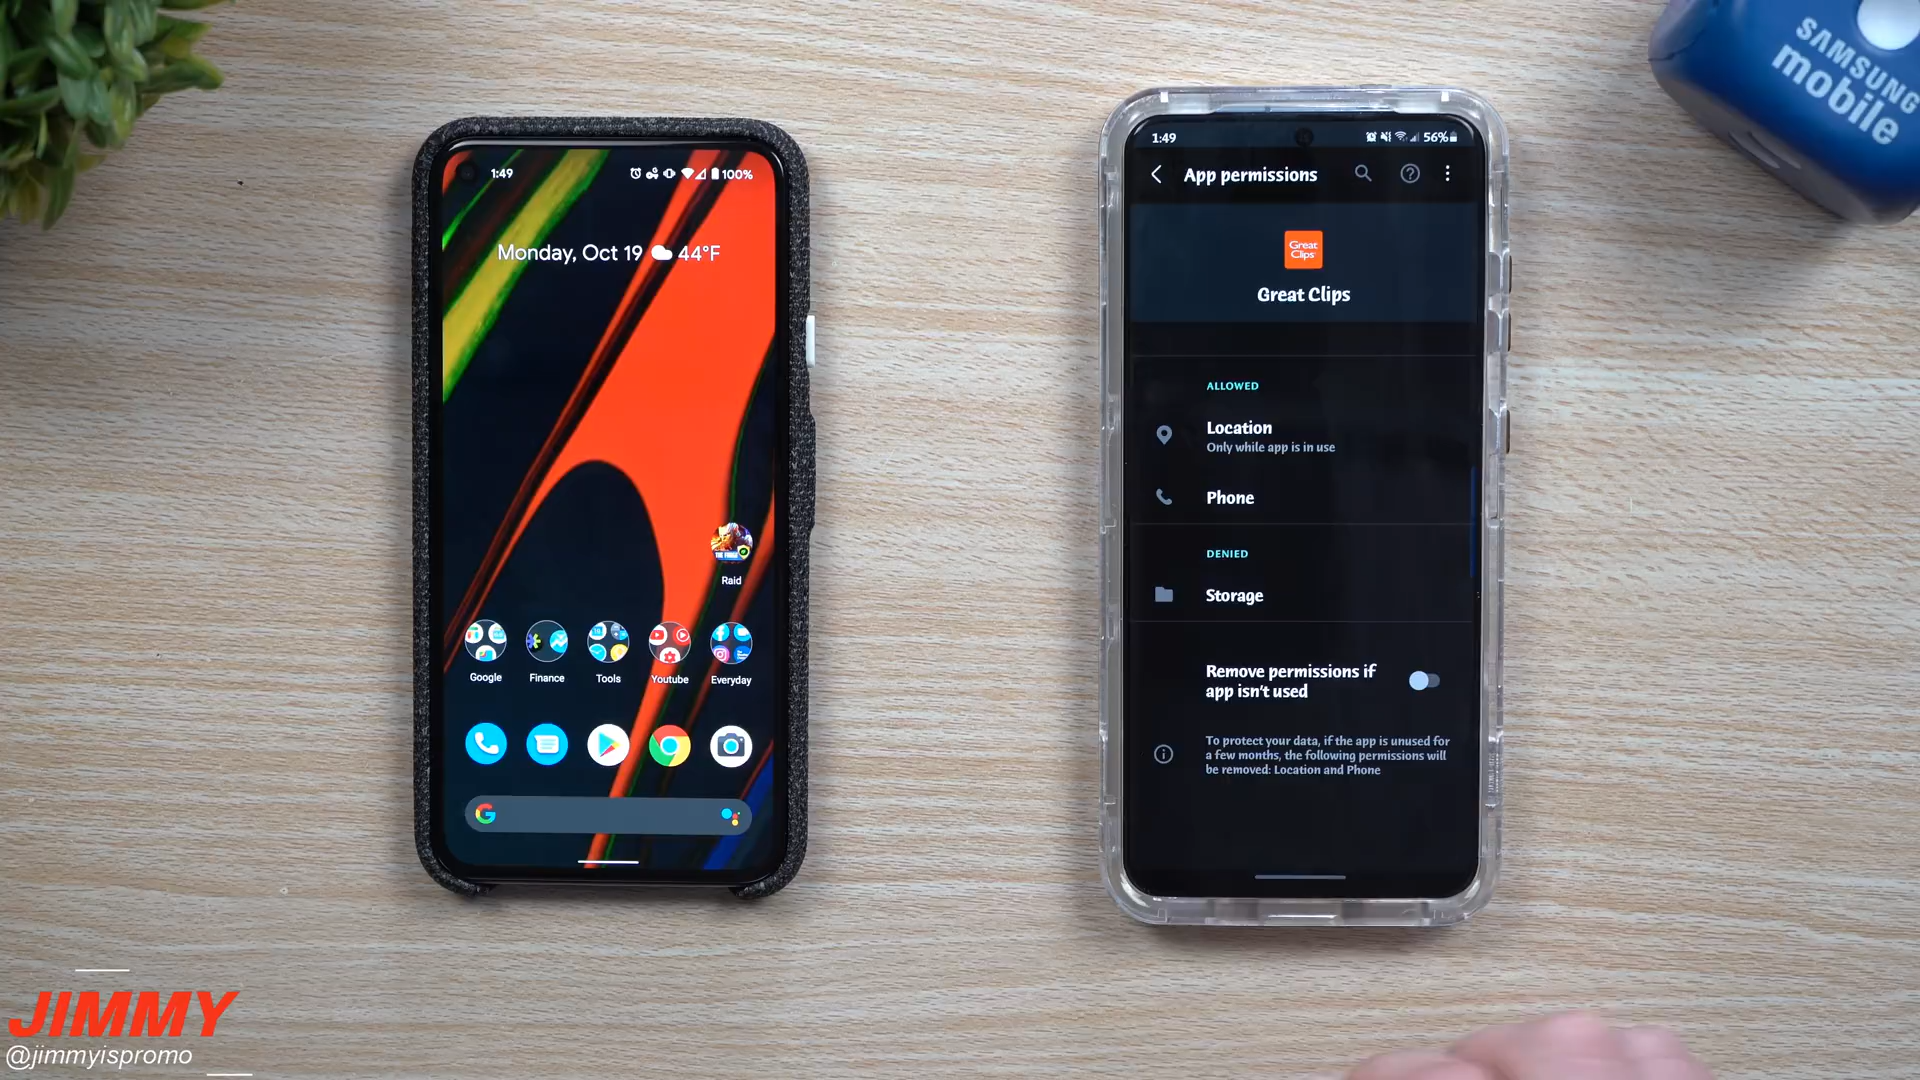 SAMSUNG
mobile
1:49
100%
Monday, Oct 19
44°F
Raid
Google
Finance
Tools
Youtube
Everyday
1:49
56%
App permissions
Great
Clips
Great Clips
ALLOWED
Location
Only while app is in use
Phone
DENIED
Storage
Remove permissions if
app isn't used
To protect your data, if the app is unused for
a few months, the following permissions will
be removed: Location and Phone
JIMMY
@jimmyispromo